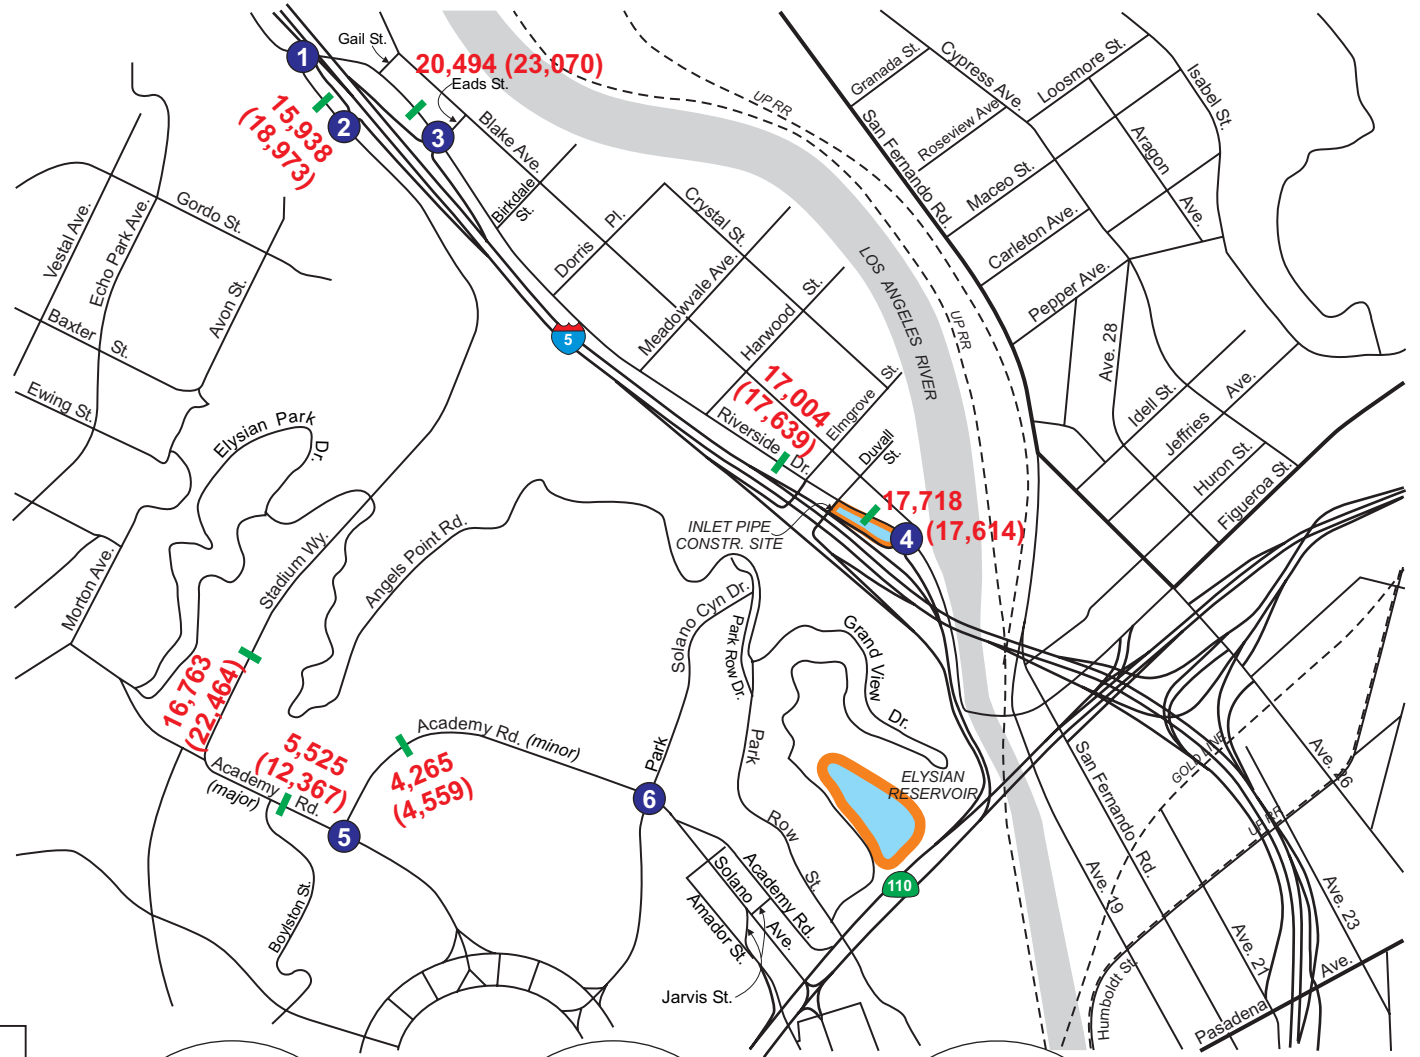 Gail St.
1
20,494 (23,070)
Eads St.
15,938
(18,973)
2
3
Blake Ave.
UP RR
Granada St.
Cypress Ave.
Loosmore St.
Isabel St.
Roseview Ave.
San Fernando Rd.
Aragon
Ave.
Maceo St.
Carleton Ave.
Pepper Ave.
Vestal Ave.
Echo Park Ave.
Gordo St.
Avon St.
Birkdale
St.
Dorris
Pl.
Crystal St.
Meadowvale Ave.
Harwood
St.
LOS ANGELES RIVER
UP RR
Baxter
St.
5
Ewing St.
Elysian Park
Dr.
17,004
(17,639)
Riverside
Dr.
Elmgrove
St.
Duvall
St.
Ave. 28
Idell St.
Jeffries
Ave.
Huron St.
Figueroa St.
INLET PIPE
CONSTR. SITE
17,718
(17,614)
4
Morton Ave.
Stadium Wy.
Angels Point Rd.
Solano Cyn Dr.
Park Row Dr.
Grand View
Dr.
16,763
(22,464)
5,525
(12,367)
Academy Rd.
(major)
4,265
(4,559)
Academy Rd. (minor)
5
Park
6
Park
Row
St.
ELYSIAN
RESERVOIR
110
Boylston St.
Solano
Ave.
Academy Rd.
Amador St.
Jarvis St.
San Fernando Rd.
GOLD LINE
UP RR
Ave. 26
Ave. 19
Ave. 21
Ave. 23
Humboldt St.
Pasadena
Ave.